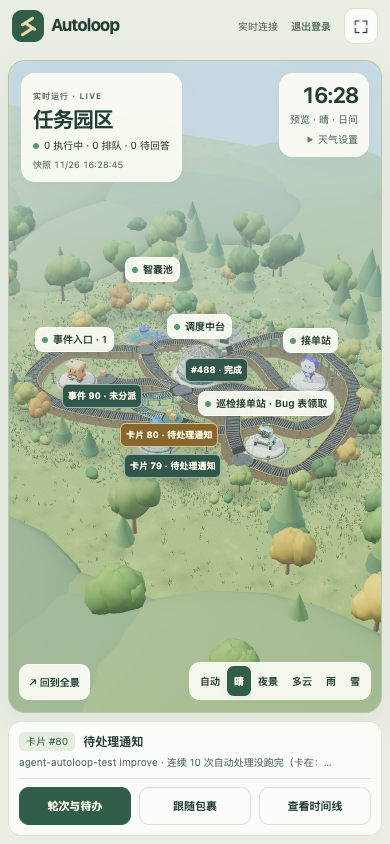 Autoloop
实时连接 退出登录
实时运行 · LIVE
任务园区
0 执行中 · 0 排队 · 0 待回答
快照 11/26 16:28:45
16:28
预览 · 晴 · 日间
▶ 天气设置
智囊池
调度中台
事件入口 · 1
接单站
#488 · 完成
事件 90 · 未分派
巡检接单站 · Bug 表领取
卡片 80 · 待处理通知
卡片 79 · 待处理通知
↗ 回到全景
自动 晴 夜景 多云 雨 雪
卡片 #80 待处理通知
agent-autoloop-test improve · 连续 10 次自动处理没跑完（卡在： ...
轮次与待办 跟随包裹 查看时间线